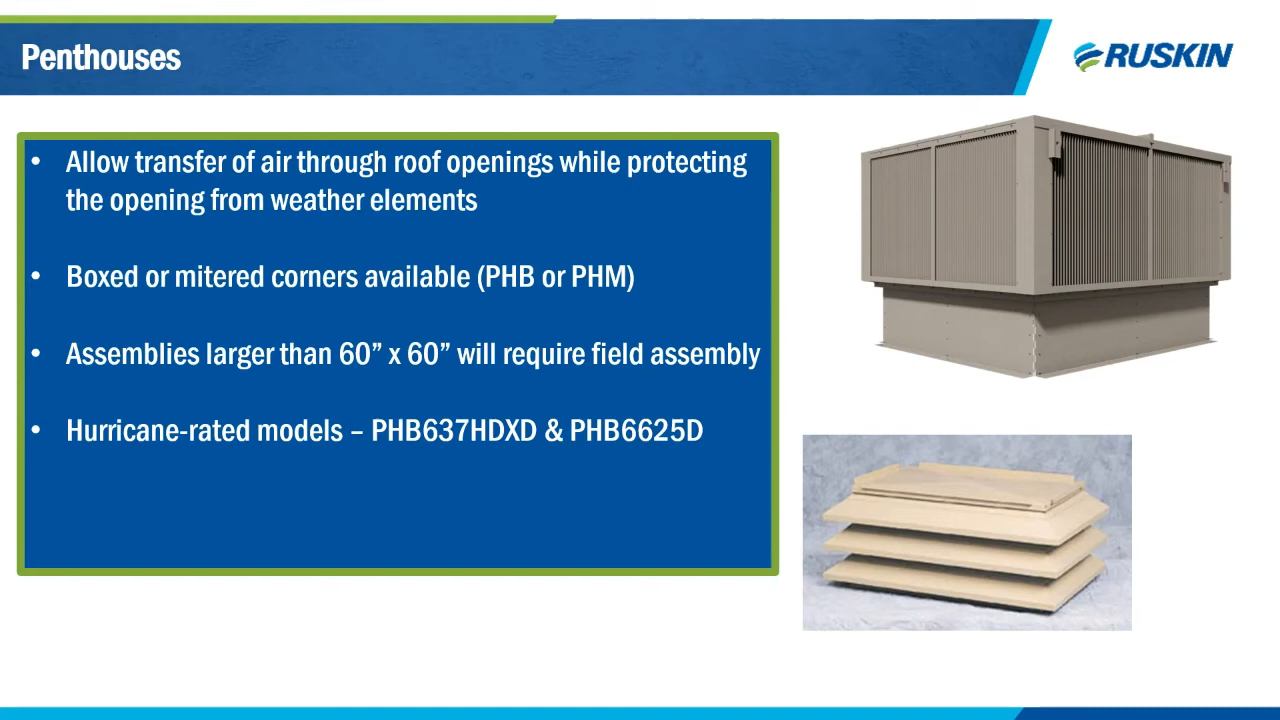 Penthouses
RUSKIN
• Allow transfer of air through roof openings while protecting
the opening from weather elements
• Boxed or mitered corners available (PHB or PHM)
• Assemblies larger than 60” x 60” will require field assembly
• Hurricane-rated models – PHB637HDXD & PHB6625D